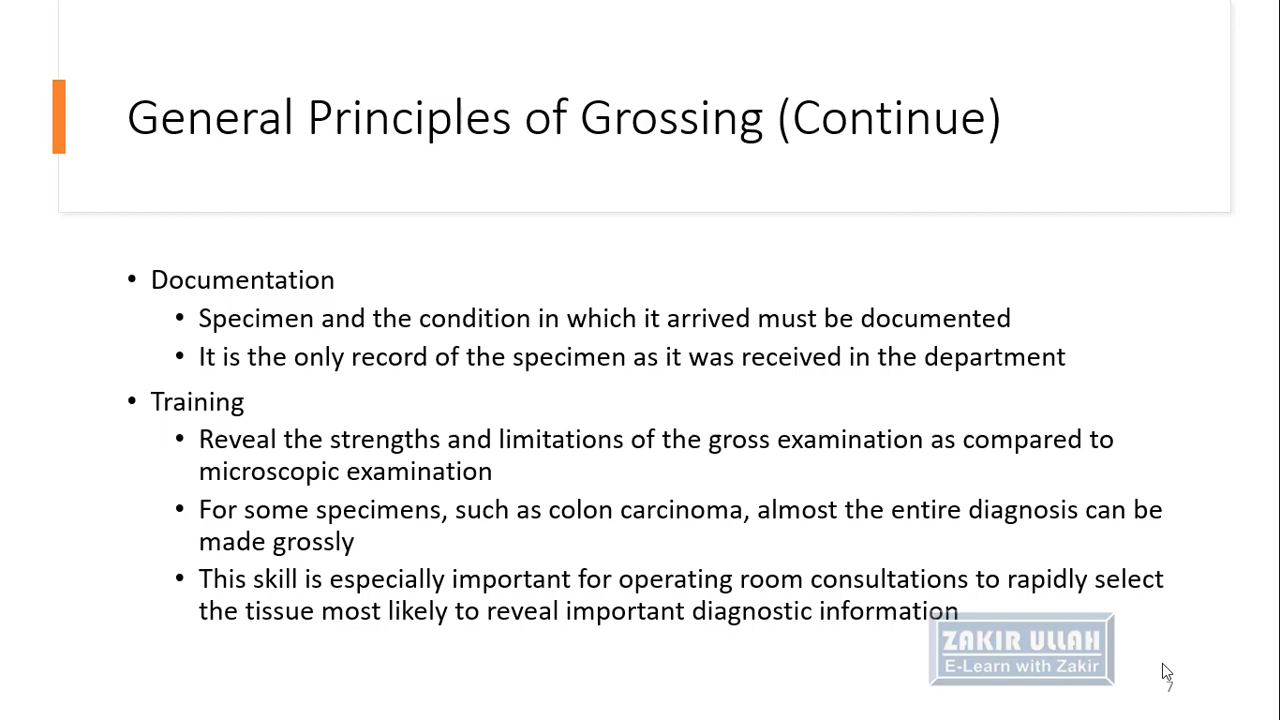 General Principles of Grossing (Continue)
• Documentation
• Specimen and the condition in which it arrived must be documented
• It is the only record of the specimen as it was received in the department
• Training
• Reveal the strengths and limitations of the gross examination as compared to
microscopic examination
• For some specimens, such as colon carcinoma, almost the entire diagnosis can be
made grossly
• This skill is especially important for operating room consultations to rapidly select
the tissue most likely to reveal important diagnostic information
ZAKIR ULLAH
E-Learn with Zakir
7